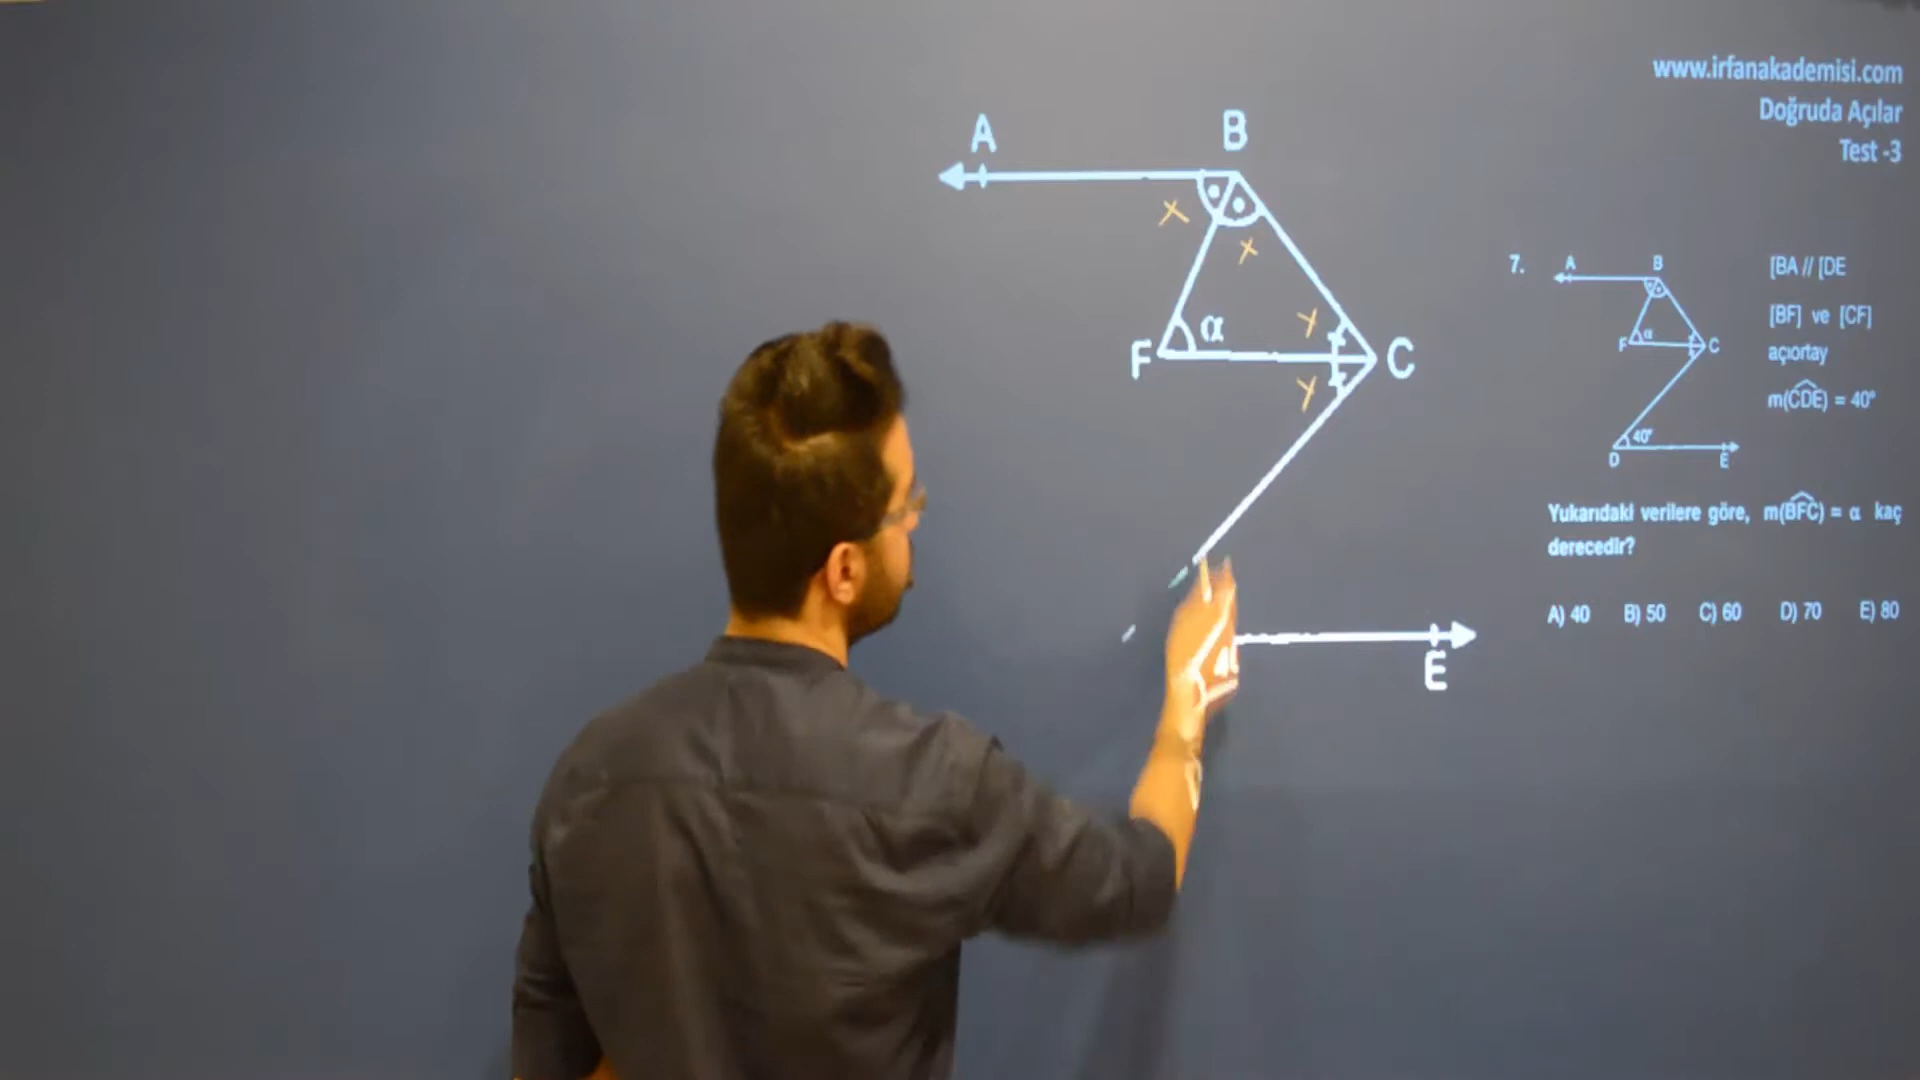 www.irfanakademisi.com
Doğruda Açılar
Test -3
A B
x
x
F α y C
y
E
7. A B [BA // [DE
[BF] ve [CF]
F α C açıortay
m(CDE) = 40°
40°
D E
Yukarıdaki verilere göre, m(BFC) = α kaç
derecedir?
A) 40 B) 50 C) 60 D) 70 E) 80